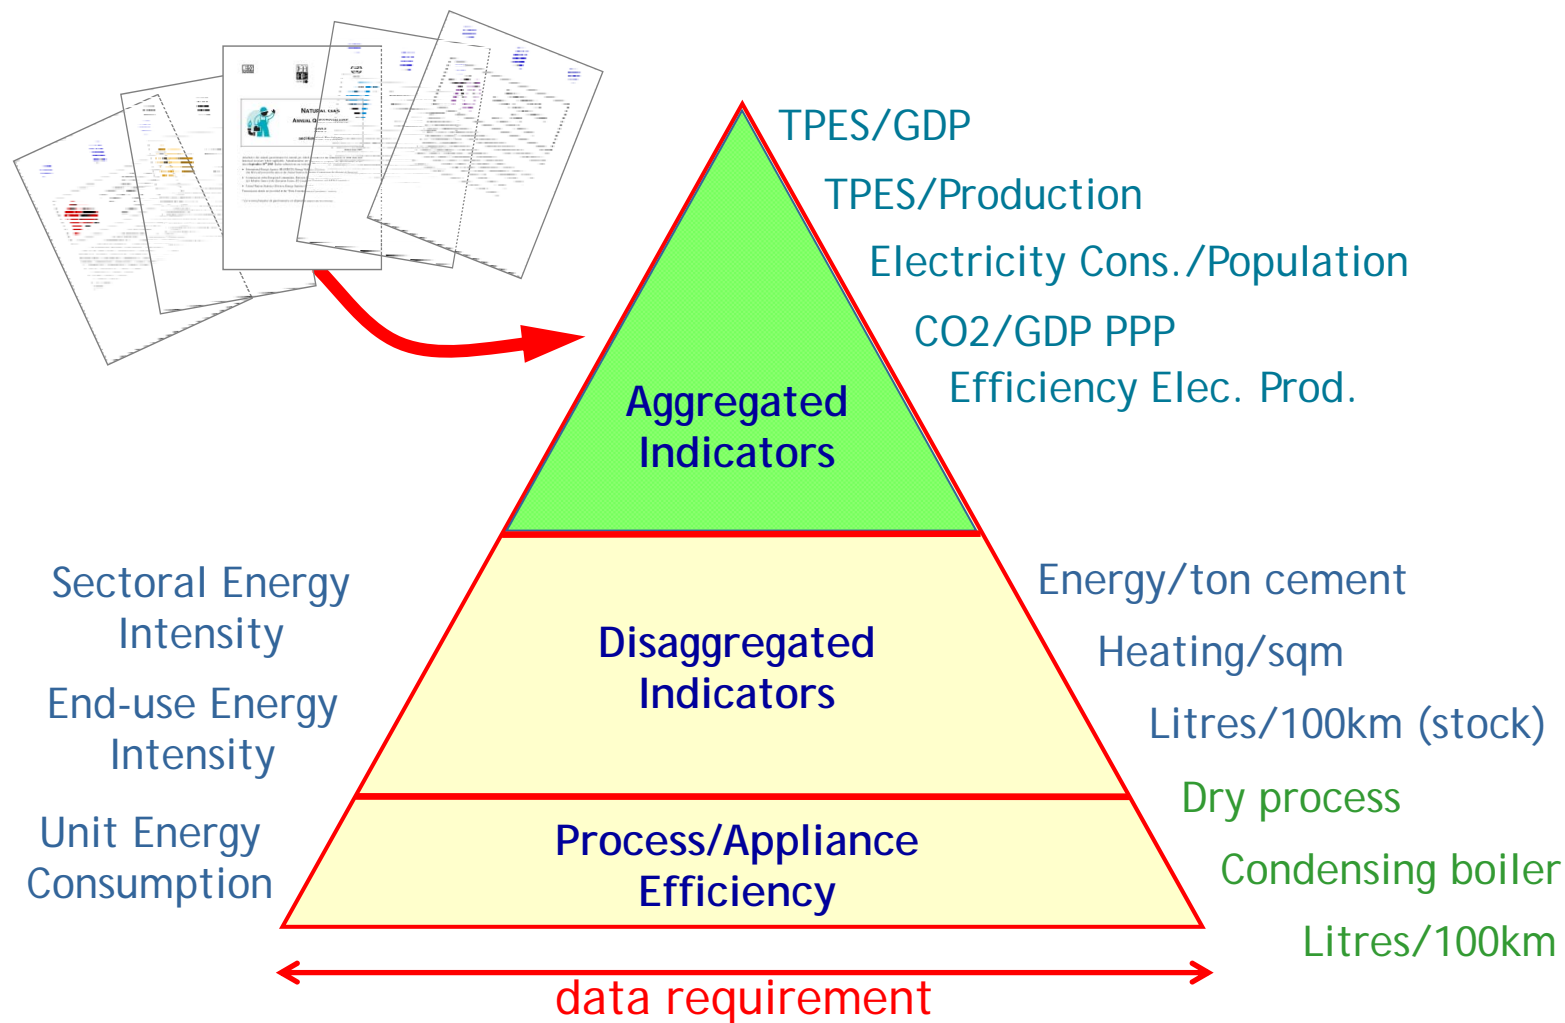 NATURAL GAS
TPES/GDP
TPES/Production
Electricity Cons./Population
CO2/GDP PPP
Efficiency Elec. Prod.
Aggregated
Indicators
Sectoral Energy
Intensity
End-use Energy
Intensity
Unit Energy
Consumption
Disaggregated
Indicators
Process/Appliance
Efficiency
Energy/ton cement
Heating/sqm
Litres/100km (stock)
Dry process
Condensing boiler
Litres/100km
data requirement